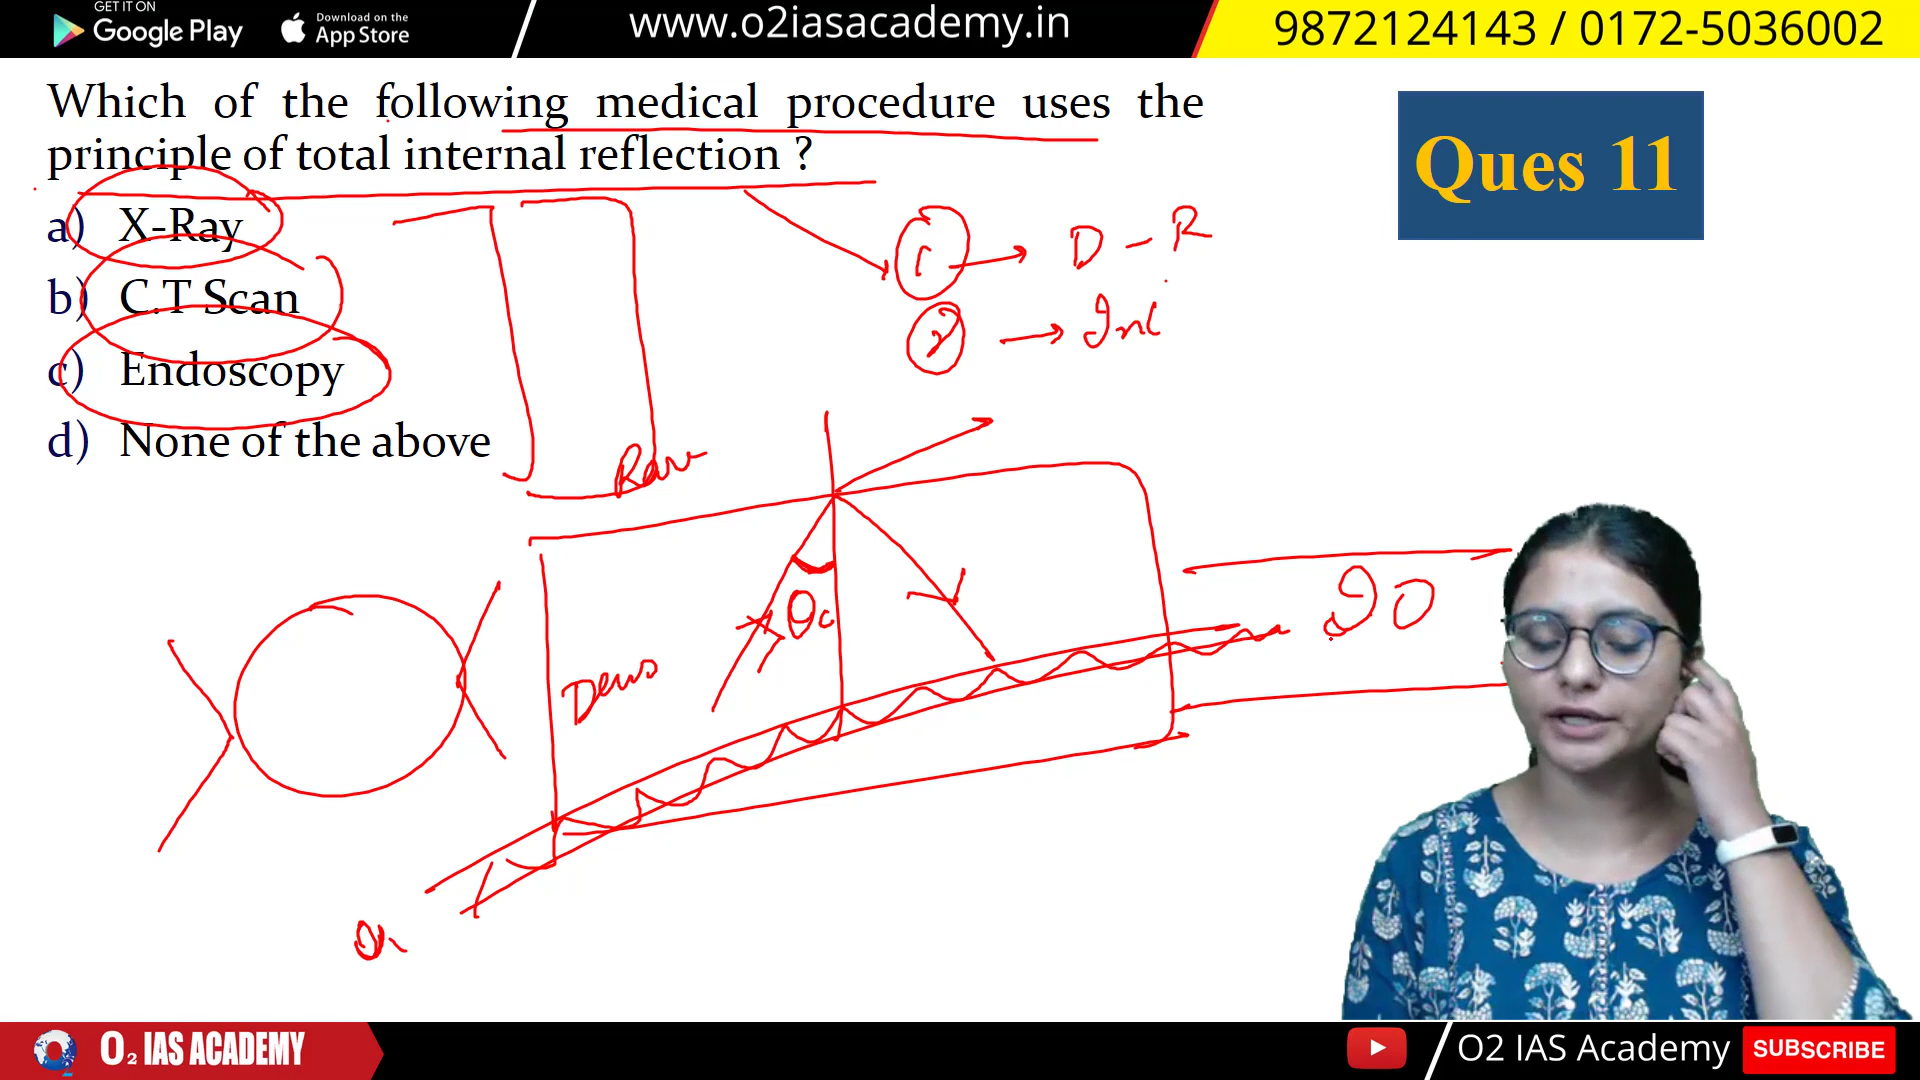 GET IT ON
Google Play
Download on the
App Store
www.o2iasacademy.in
9872124143 / 0172-5036002
Which of the following medical procedure uses the
principle of total internal reflection ?
Ques 11
a) X-Ray
b) C.T Scan
c) Endoscopy
d) None of the above
1 → D - R
2 →
θc
O2 IAS ACADEMY
O2 IAS Academy
SUBSCRIBE